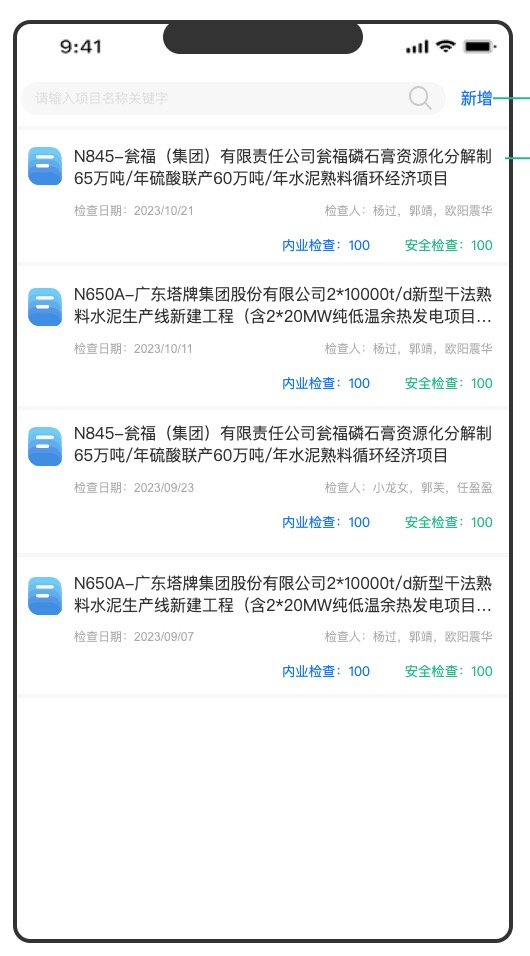 9:41
请输入项目名称关键字
新增
N845-瓮福（集团）有限责任公司瓮福磷石膏资源化分解制
65万吨/年硫酸联产60万吨/年水泥熟料循环经济项目
检查日期：2023/10/21 检查人：杨过，郭靖，欧阳震华
内业检查：100 安全检查：100
N650A-广东塔牌集团股份有限公司2*10000t/d新型干法熟
料水泥生产线新建工程（含2*20MW纯低温余热发电项目...
检查日期：2023/10/11 检查人：杨过，郭靖，欧阳震华
内业检查：100 安全检查：100
N845-瓮福（集团）有限责任公司瓮福磷石膏资源化分解制
65万吨/年硫酸联产60万吨/年水泥熟料循环经济项目
检查日期：2023/09/23 检查人：小龙女，郭芙，任盈盈
内业检查：100 安全检查：100
N650A-广东塔牌集团股份有限公司2*10000t/d新型干法熟
料水泥生产线新建工程（含2*20MW纯低温余热发电项目...
检查日期：2023/09/07 检查人：杨过，郭靖，欧阳震华
内业检查：100 安全检查：100